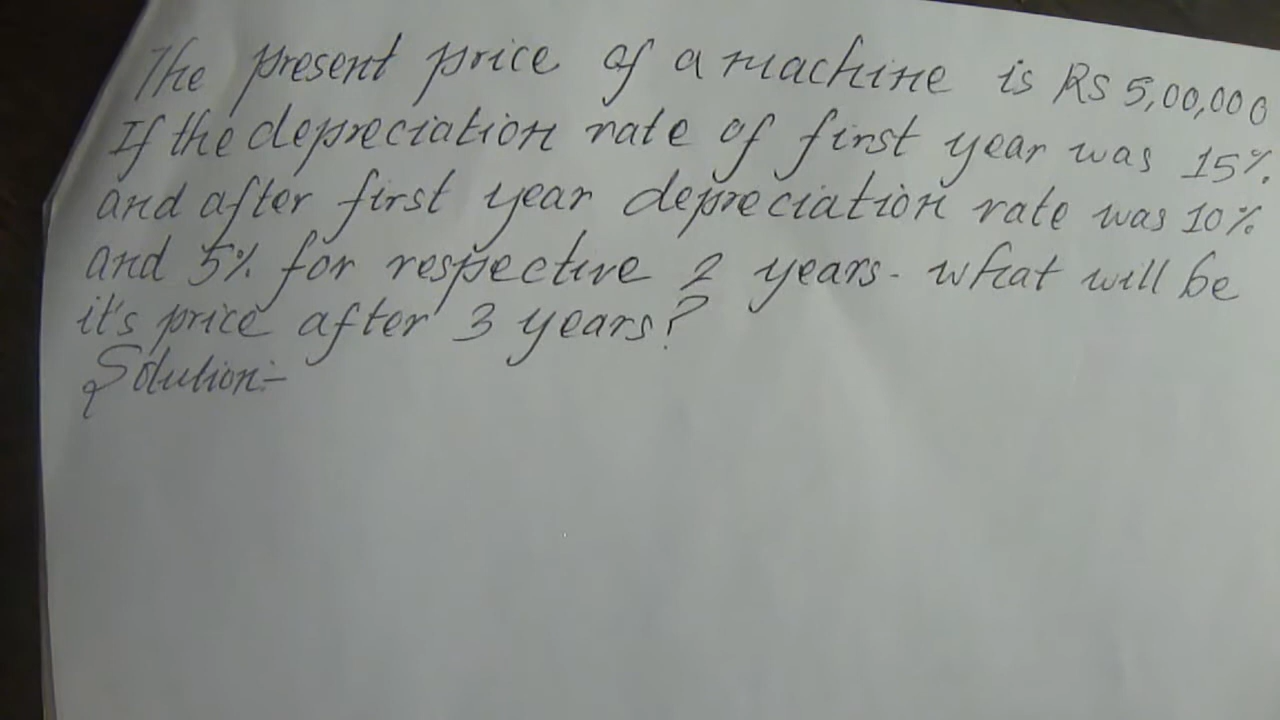 The present price of a machine is RS 5,00,000
If the depreciation rate of first year was 15%.
and after first year depreciation rate was 10%
and 5% for respective 2 years - what will be
it's price after 3 years?
Solution:-